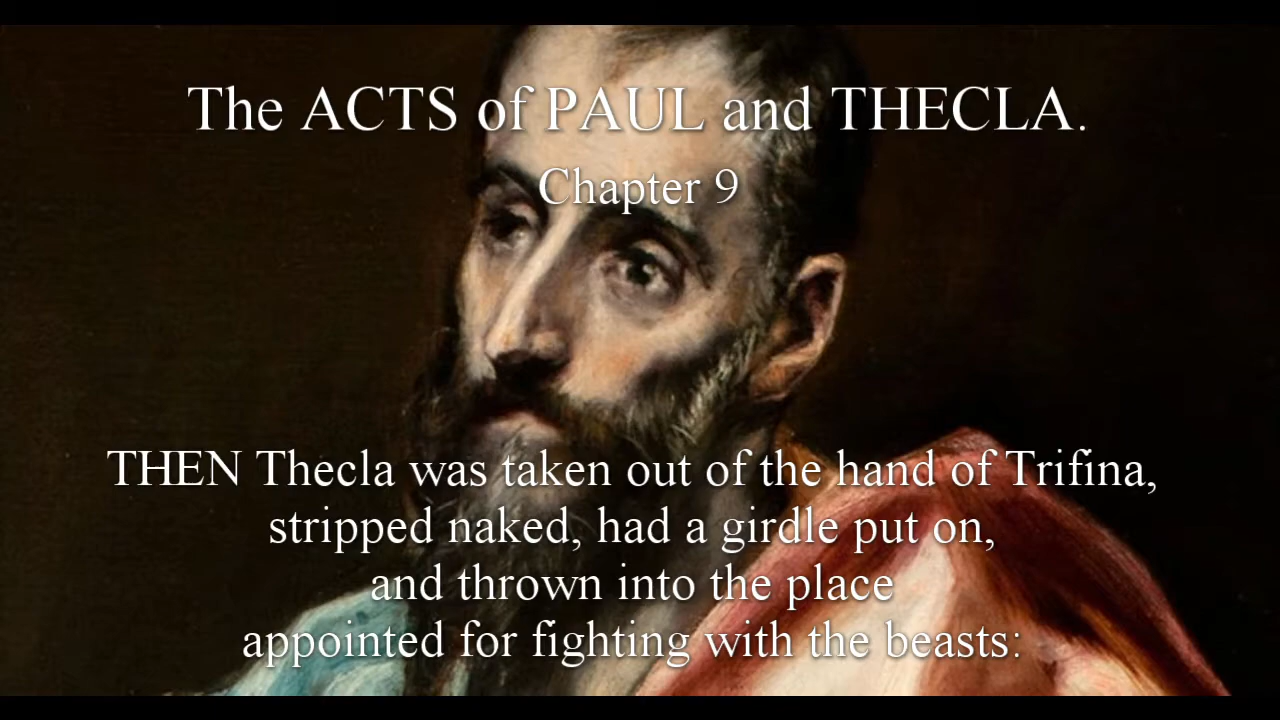 The ACTS of PAUL and THECLA.
Chapter 9
THEN Thecla was taken out of the hand of Trifina,
stripped naked, had a girdle put on,
and thrown into the place
appointed for fighting with the beasts: